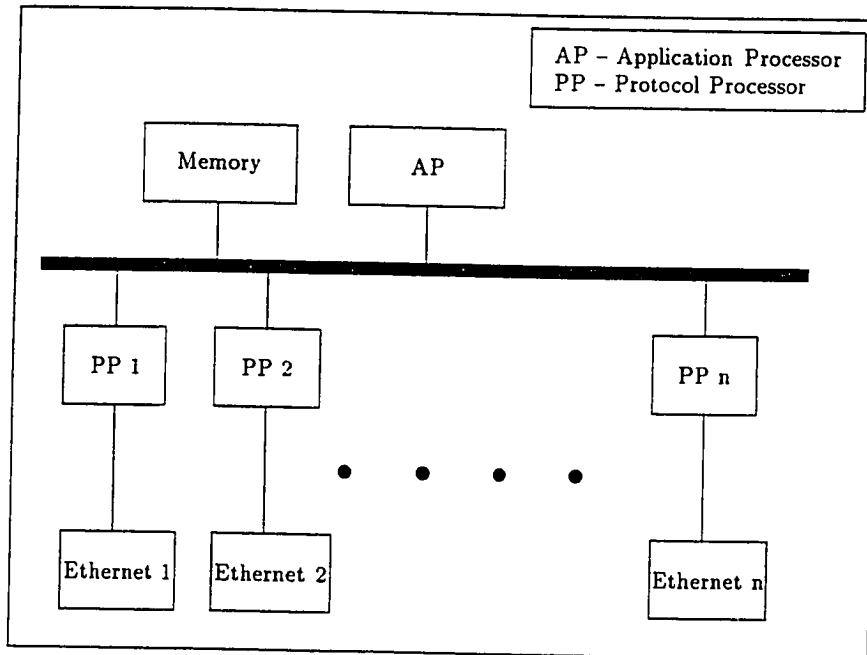 AP – Application Processor
PP – Protocol Processor
Memory
AP
PP 1
PP 2
PP n
Ethernet 1
Ethernet 2
Ethernet n